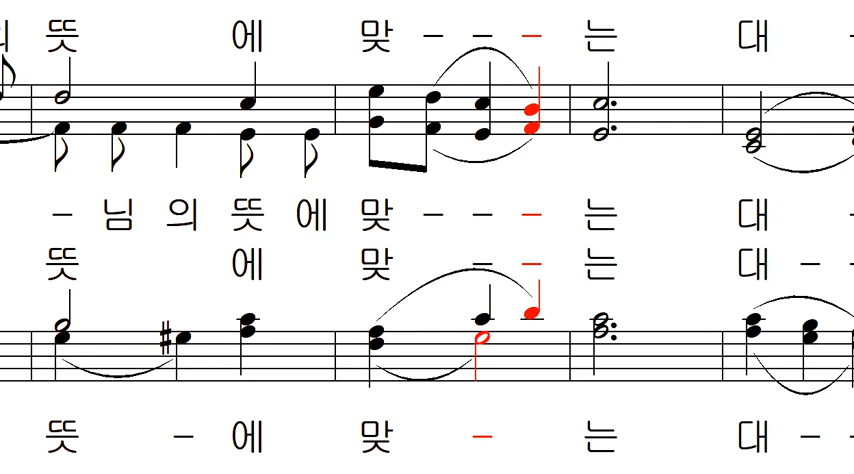 뜻 에 맞 - - - 는 대 -
- 님 의 뜻 에 맞 - - - 는 대
뜻 에 맞 - - 는 대 - -
뜻 - 에 맞 - 는 대 - -